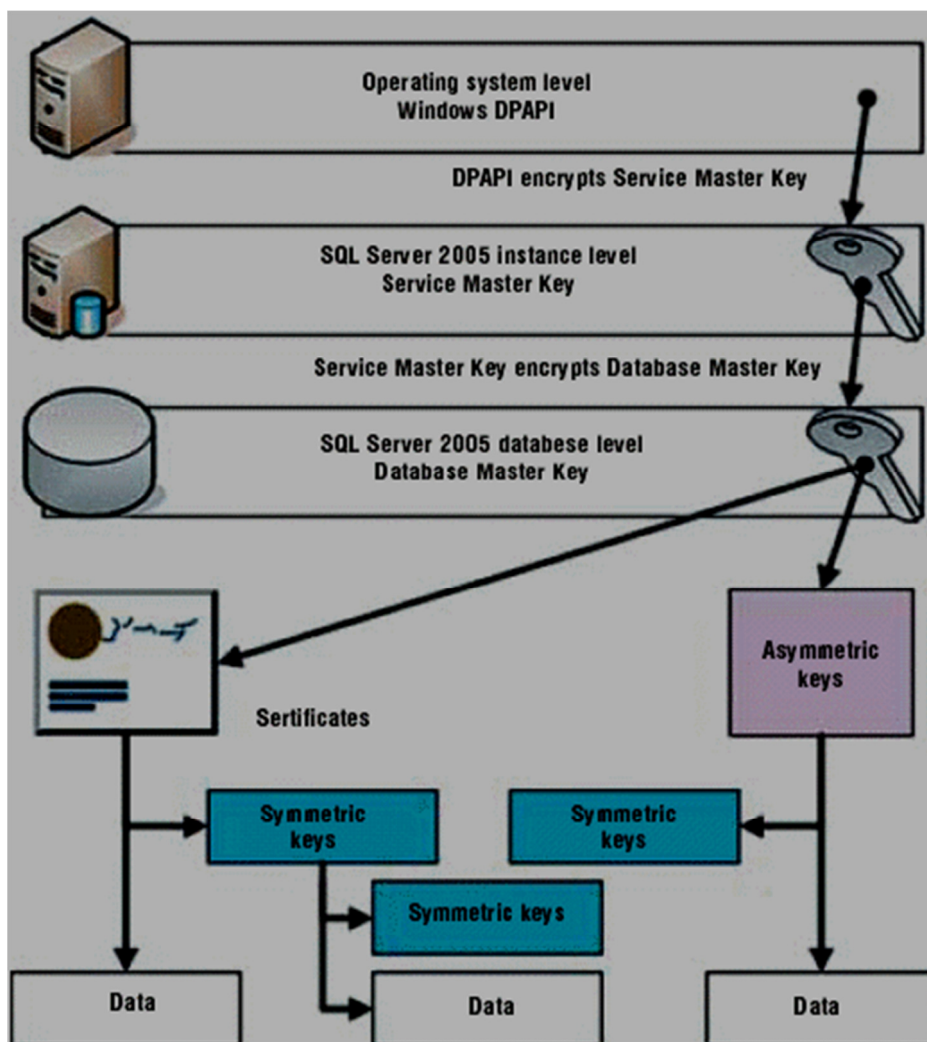 Operating system level
Windows DPAPI
DPAPI encrypts Service Master Key
SQL Server 2005 instance level
Service Master Key
Service Master Key encrypts Database Master Key
SQL Server 2005 databese level
Database Master Key
Asymmetric
keys
Sertificates
Symmetric
keys
Symmetric
keys
Symmetric keys
Data
Data
Data